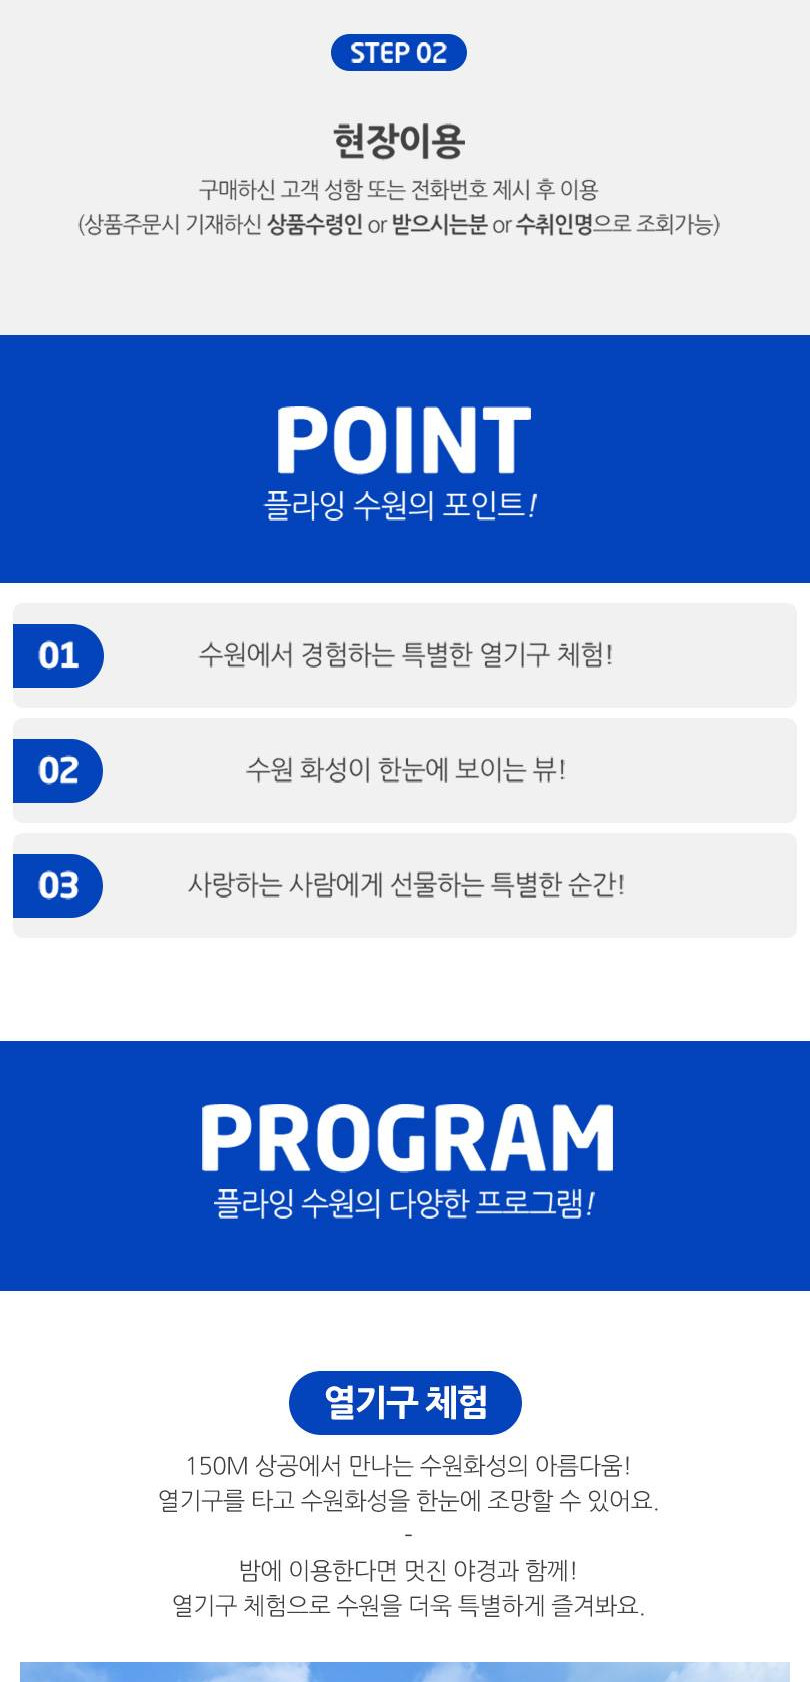 STEP 02
현장이용
구매하신 고객 성함 또는 전화번호 제시 후 이용
(상품주문시 기재하신 상품수령인 or 받으시는분 or 수취인명으로 조회가능)
POINT
플라잉 수원의 포인트!
01
수원에서 경험하는 특별한 열기구 체험!
02
수원 화성이 한눈에 보이는 뷰!
03
사랑하는 사람에게 선물하는 특별한 순간!
PROGRAM
플라잉 수원의 다양한 프로그램!
열기구 체험
150M 상공에서 만나는 수원화성의 아름다움!
열기구를 타고 수원화성을 한눈에 조망할 수 있어요.
-
밤에 이용한다면 멋진 야경과 함께!
열기구 체험으로 수원을 더욱 특별하게 즐겨봐요.